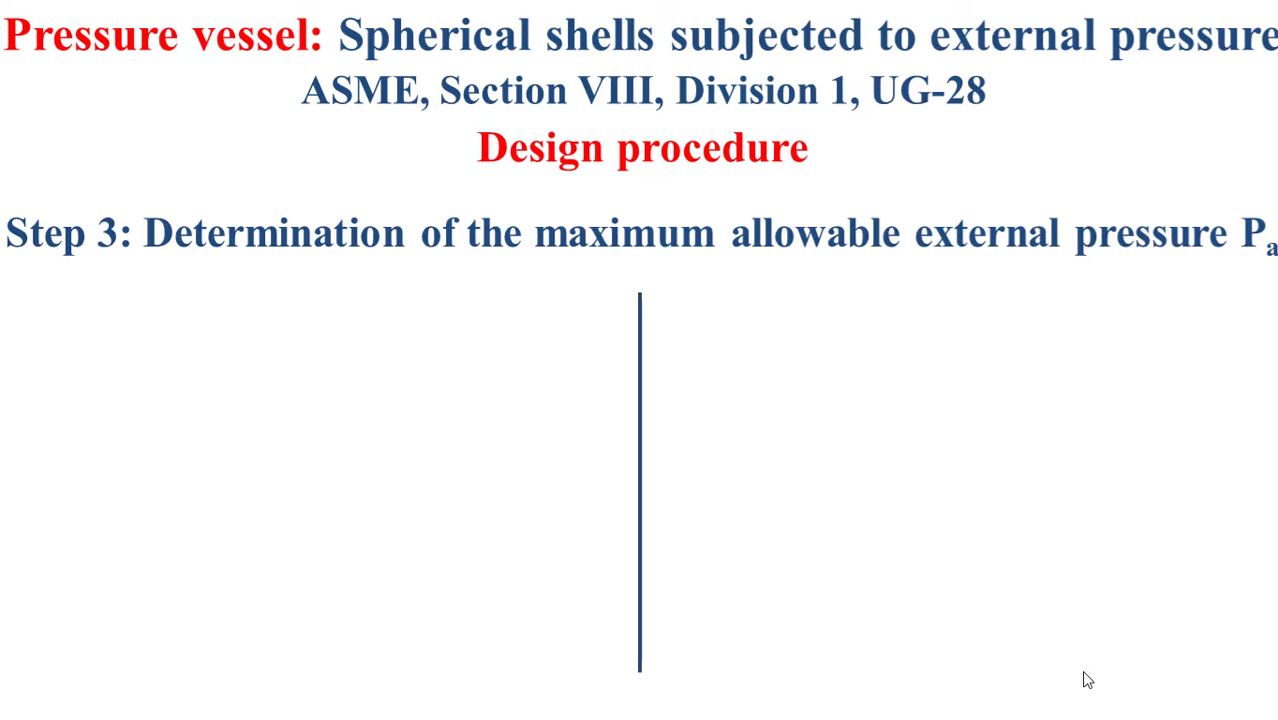 Pressure vessel: Spherical shells subjected to external pressure
ASME, Section VIII, Division 1, UG-28
Design procedure
Step 3: Determination of the maximum allowable external pressure Pa